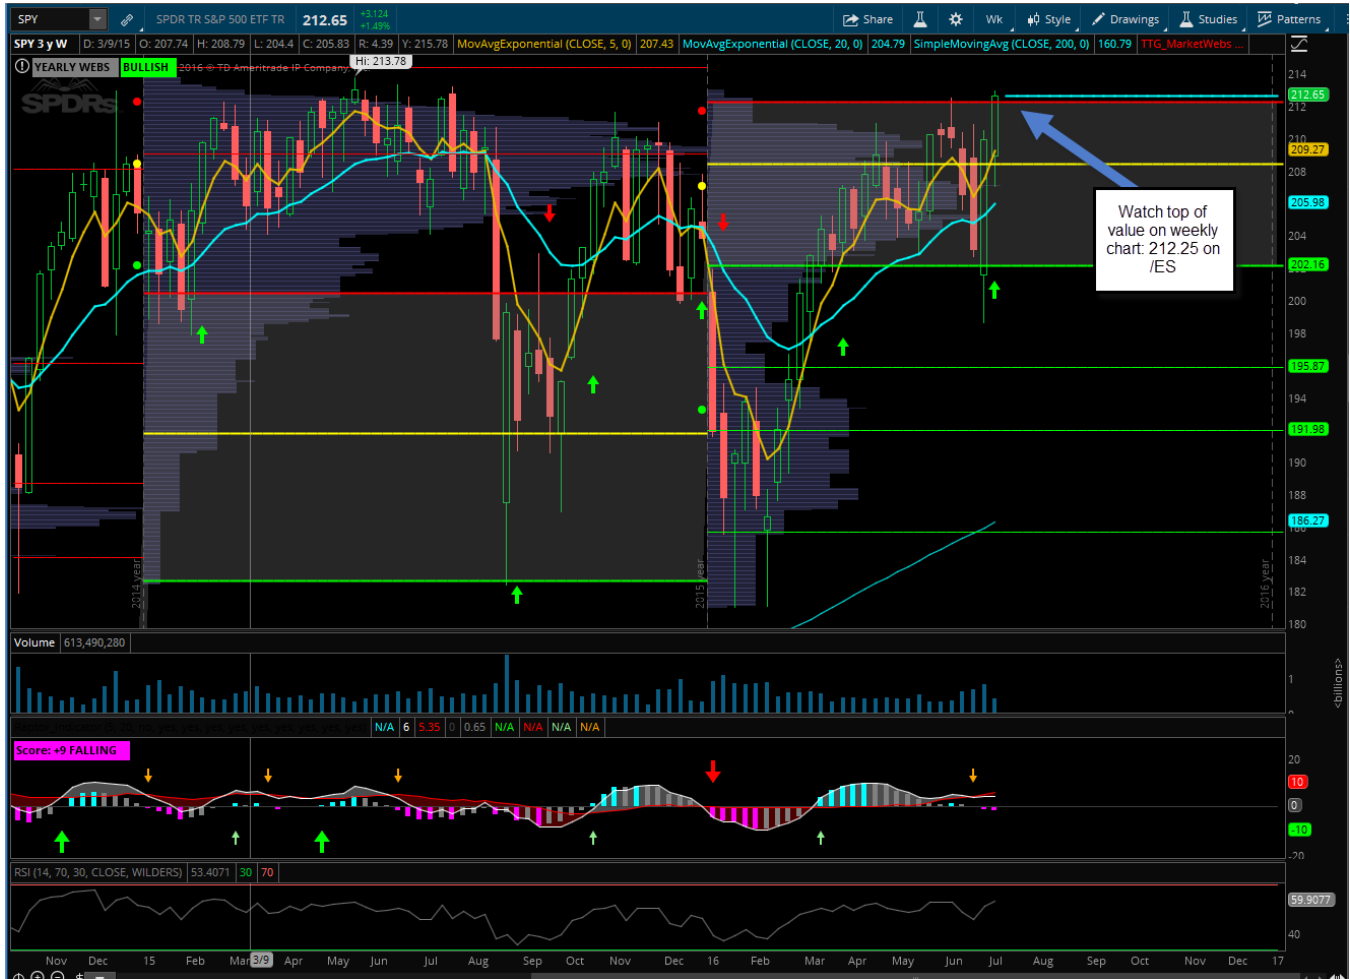 SPY
SPDR TR S&P 500 ETF TR
212.65
+3.124
+1.49%
Share
Wk
Style
Drawings
Studies
Patterns
SPY 3 y W
D: 3/9/15
O: 207.74
H: 208.79
L: 204.4
C: 205.83
R: 4.39
Y: 215.78
MovAvgExponential (CLOSE, 5, 0)
207.43
MovAvgExponential (CLOSE, 20, 0)
204.79
SimpleMovingAvg (CLOSE, 200, 0)
160.79
TTG_MarketWebs ...
YEARLY WEBS
BULLISH
2016 © TD Ameritrade IP Company,
Hi: 213.78
SPDRs
214
212.65
212
210
209.27
208
205.98
204
202.16
200
198
195.87
194
191.98
190
188
186.27
184
182
180
Watch top of
value on weekly
chart: 212.25 on
/ES
2014 year
2015 year
2016 year
Volume
613,490,280
1
<billions>
N/A
6
5.35
0
0.65
N/A
N/A
N/A
N/A
Score: +9 FALLING
20
10
0
-10
-20
RSI (14, 70, 30, CLOSE, WILDERS)
53.4071
30
70
59.9077
40
Nov
Dec
15
Feb
Mar
3/9
Apr
May
Jun
Jul
Aug
Sep
Oct
Nov
Dec
16
Feb
Mar
Apr
May
Jun
Jul
Aug
Sep
Oct
Nov
Dec
17